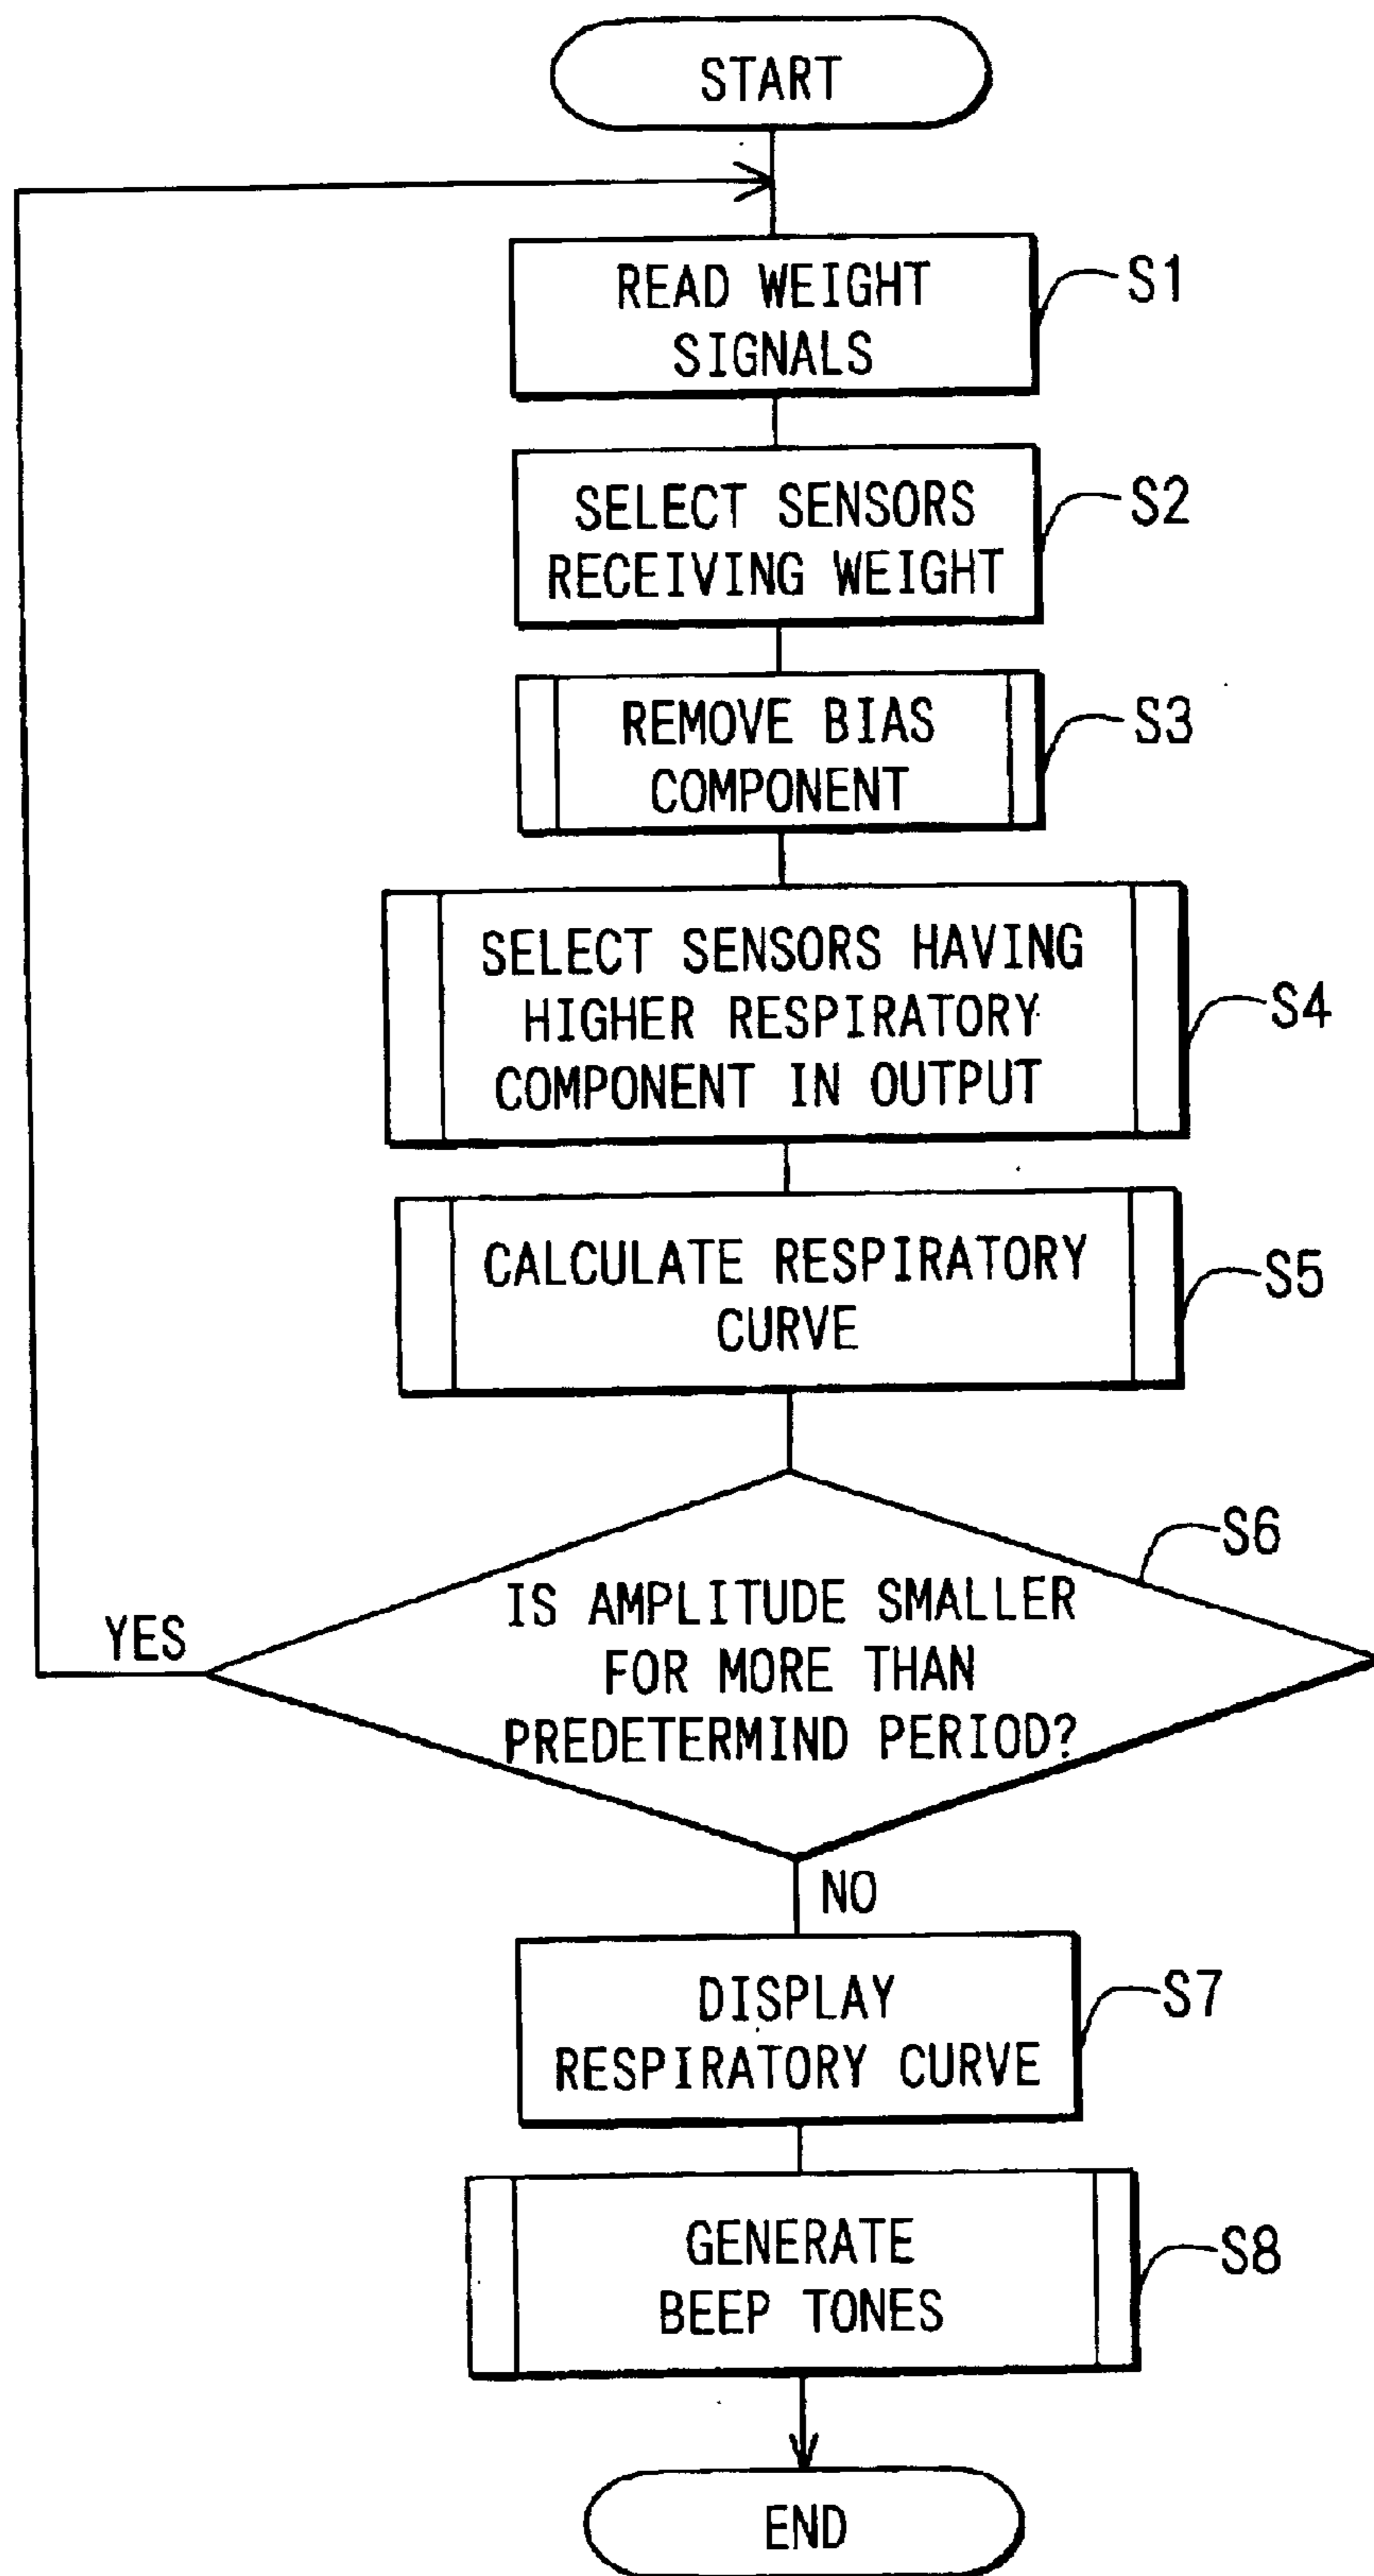 START
READ WEIGHT
SIGNALS
S1
SELECT SENSORS
RECEIVING WEIGHT
S2
REMOVE BIAS
COMPONENT
S3
SELECT SENSORS HAVING
HIGHER RESPIRATORY
COMPONENT IN OUTPUT
S4
CALCULATE RESPIRATORY
CURVE
S5
IS AMPLITUDE SMALLER
FOR MORE THAN
PREDETERMIND PERIOD?
S6
YES
NO
DISPLAY
RESPIRATORY CURVE
S7
GENERATE
BEEP TONES
S8
END